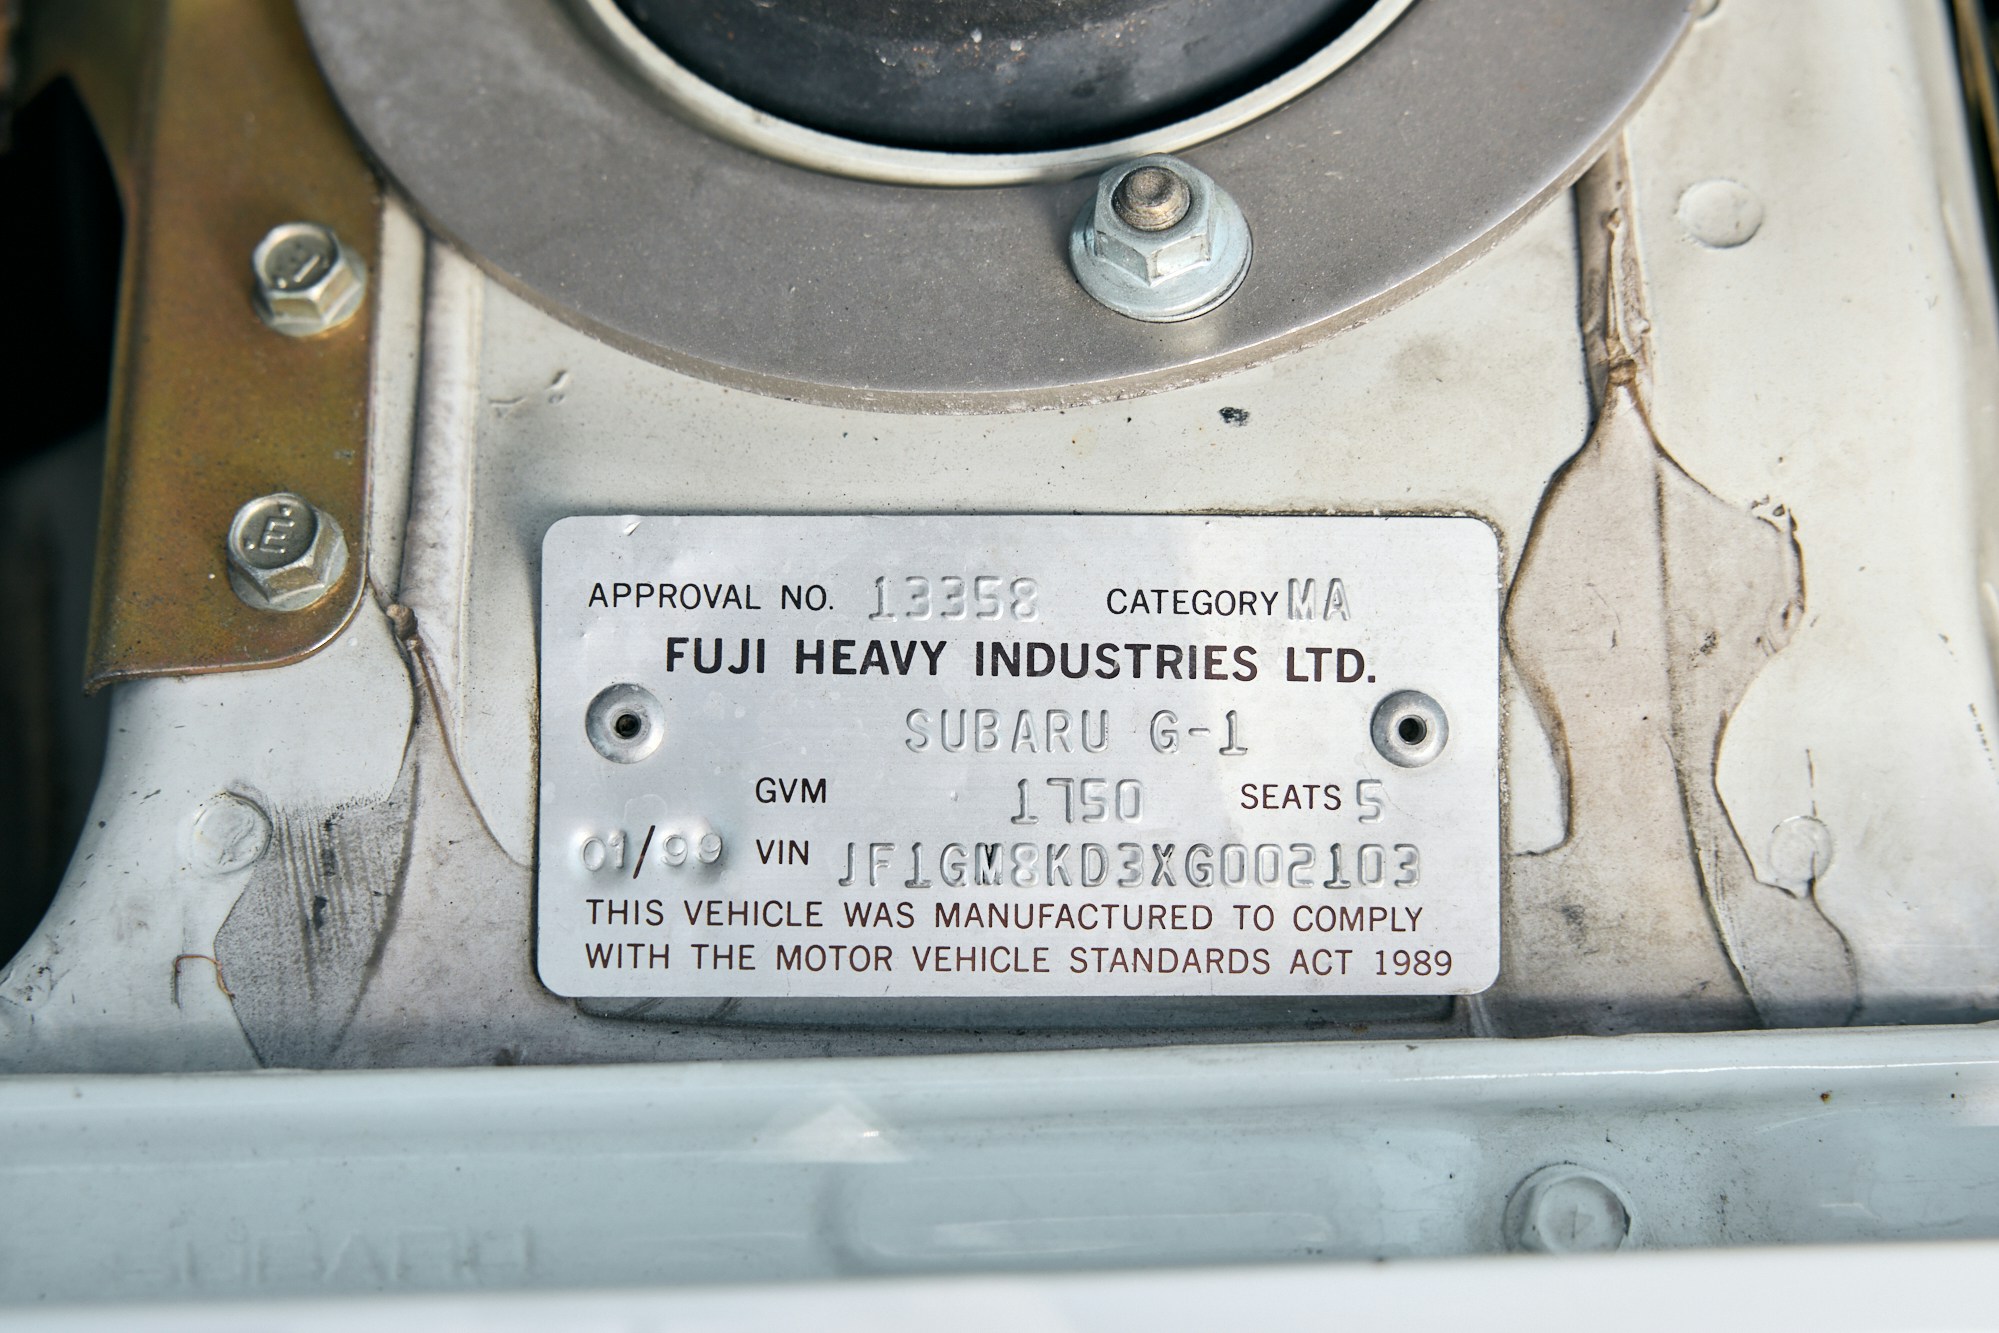 APPROVAL NO. 13358 CATEGORY MA
FUJI HEAVY INDUSTRIES LTD.
SUBARU G-1
GVM 1750 SEATS 5
01/99 VIN JF1GM8KD3XG002103
THIS VEHICLE WAS MANUFACTURED TO COMPLY
WITH THE MOTOR VEHICLE STANDARDS ACT 1989